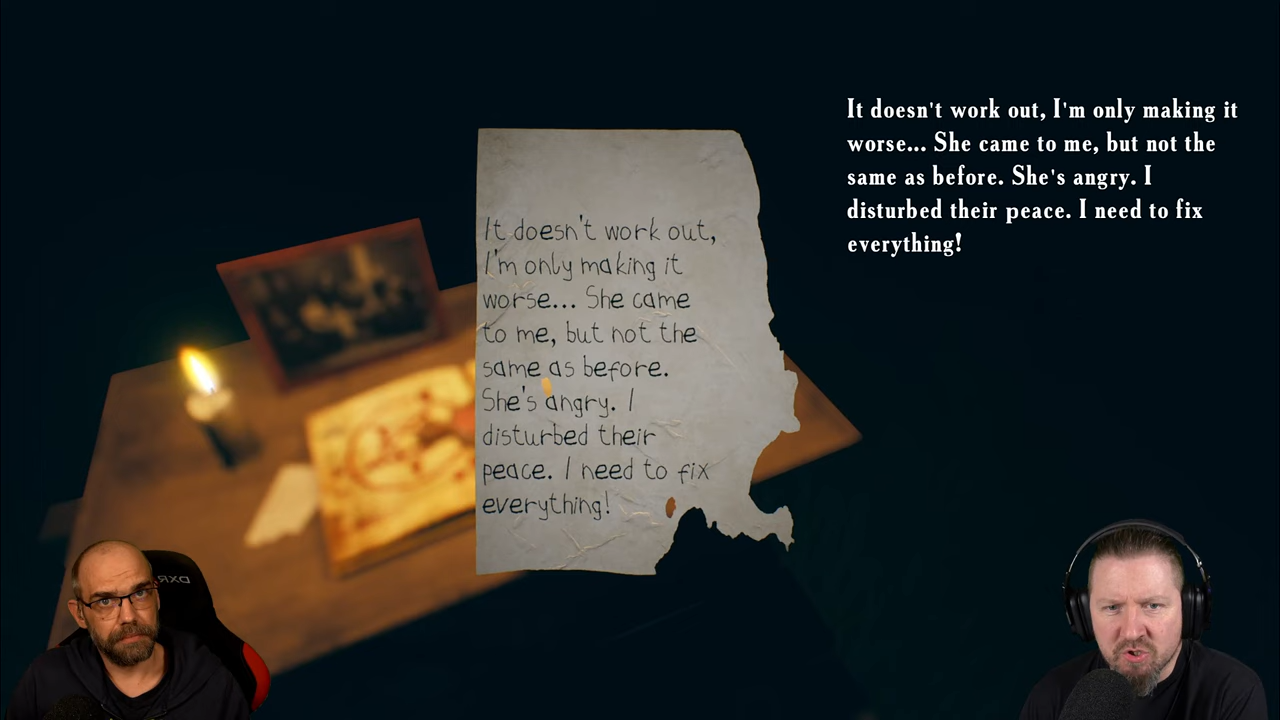 It doesn't work out, I'm only making it
worse... She came to me, but not the
same as before. She's angry. I
disturbed their peace. I need to fix
everything!
It doesn't work out,
I'm only making it
worse... She came
to me, but not the
same as before.
She's angry. I
disturbed their
peace. I need to fix
everything!
DXR